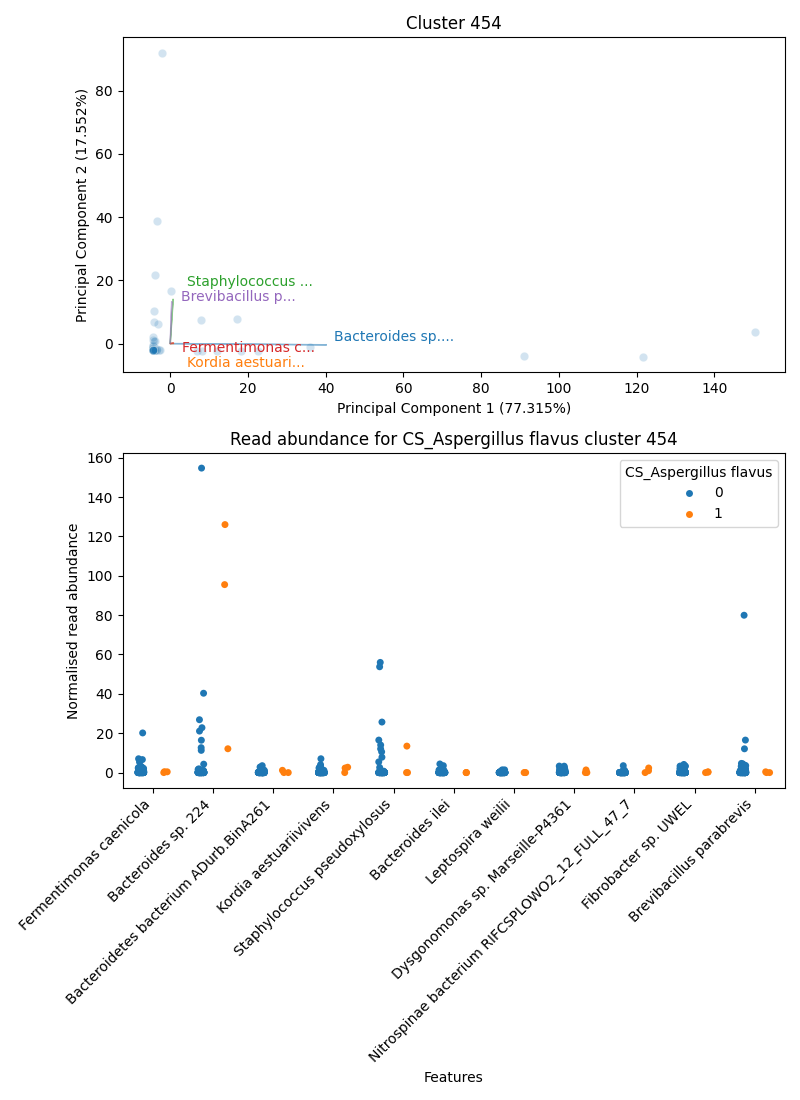 Cluster 454
Principal Component 2 (17.552%)
80
60
40
20
0
Staphylococcus ...
Brevibacillus p...
Bacteroides sp....
Fermentimonas c...
Kordia aestuari...
0 20 40 60 80 100 120 140
Principal Component 1 (77.315%)
Read abundance for CS_Aspergillus flavus cluster 454
Normalised read abundance
160
140
120
100
80
60
40
20
0
CS_Aspergillus flavus
0
1
Fermentimonas caenicola
Bacteroides sp. 224
Bacteroidetes bacterium ADurb.BinA261
Kordia aestuariivivens
Staphylococcus pseudoxylosus
Bacteroides ilei
Leptospira wellii
Dysgonomonas sp. Marseille-P4361
Nitrospinae bacterium RIFCSPLOWO2_12_FULL_47_7
Fibrobacter sp. UWEL
Brevibacillus parabrevis
Features